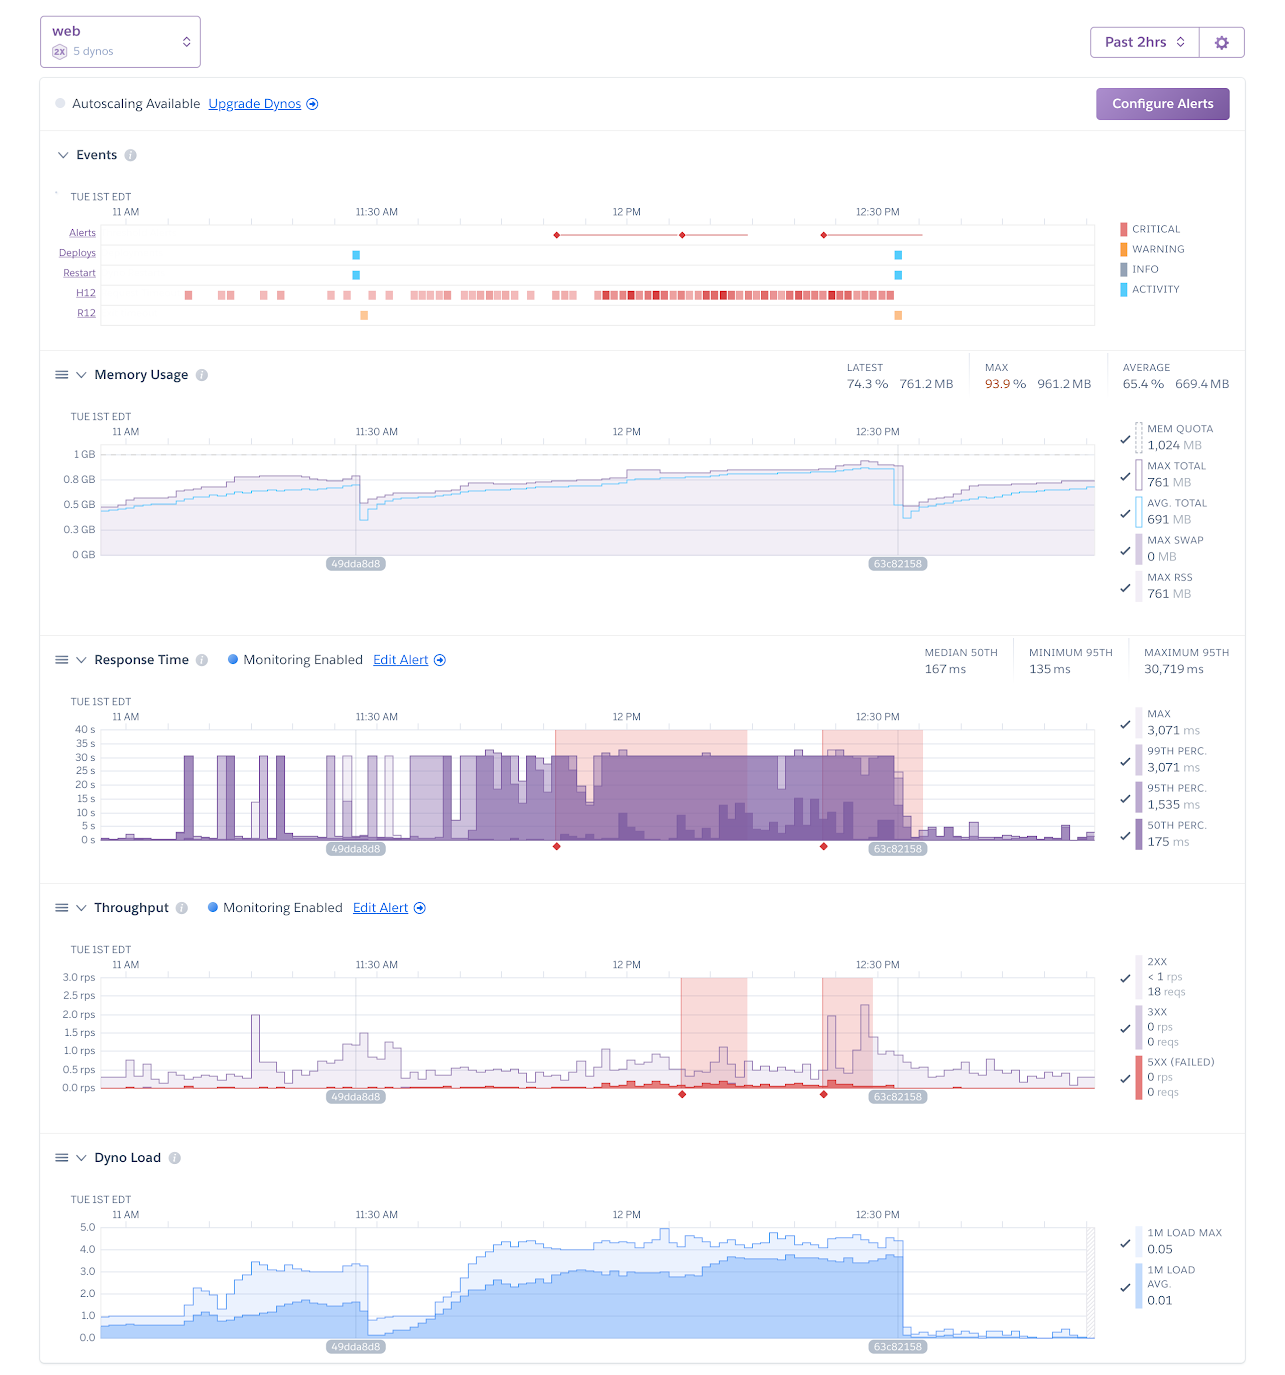 web
2X 5 dynos
Past 2hrs
Autoscaling Available Upgrade Dynos
Configure Alerts
Events
TUE 1ST EDT
11 AM 11:30 AM 12 PM 12:30 PM
Alerts
Deploys
Restart
H12
R12
CRITICAL
WARNING
INFO
ACTIVITY
Memory Usage
LATEST
74.3 % 761.2 MB
MAX
93.9 % 961.2 MB
AVERAGE
65.4 % 669.4 MB
TUE 1ST EDT
11 AM 11:30 AM 12 PM 12:30 PM
1 GB
0.8 GB
0.5 GB
0.3 GB
0 GB
49dda8d8 63c82158
MEM QUOTA
1,024 MB
MAX TOTAL
761 MB
AVG. TOTAL
691 MB
MAX SWAP
0 MB
MAX RSS
761 MB
Response Time Monitoring Enabled Edit Alert
MEDIAN 50TH
167 ms
MINIMUM 95TH
135 ms
MAXIMUM 95TH
30,719 ms
TUE 1ST EDT
11 AM 11:30 AM 12 PM 12:30 PM
40 s
35 s
30 s
25 s
20 s
15 s
10 s
5 s
0 s
49dda8d8 63c82158
MAX
3,071 ms
99TH PERC.
3,071 ms
95TH PERC.
1,535 ms
50TH PERC.
175 ms
Throughput Monitoring Enabled Edit Alert
TUE 1ST EDT
11 AM 11:30 AM 12 PM 12:30 PM
3.0 rps
2.5 rps
2.0 rps
1.5 rps
1.0 rps
0.5 rps
0.0 rps
49dda8d8 63c82158
2XX
< 1 rps
18 reqs
3XX
0 rps
0 reqs
5XX (FAILED)
0 rps
0 reqs
Dyno Load
TUE 1ST EDT
11 AM 11:30 AM 12 PM 12:30 PM
5.0
4.0
3.0
2.0
1.0
0.0
49dda8d8 63c82158
1M LOAD MAX
0.05
1M LOAD
AVG.
0.01